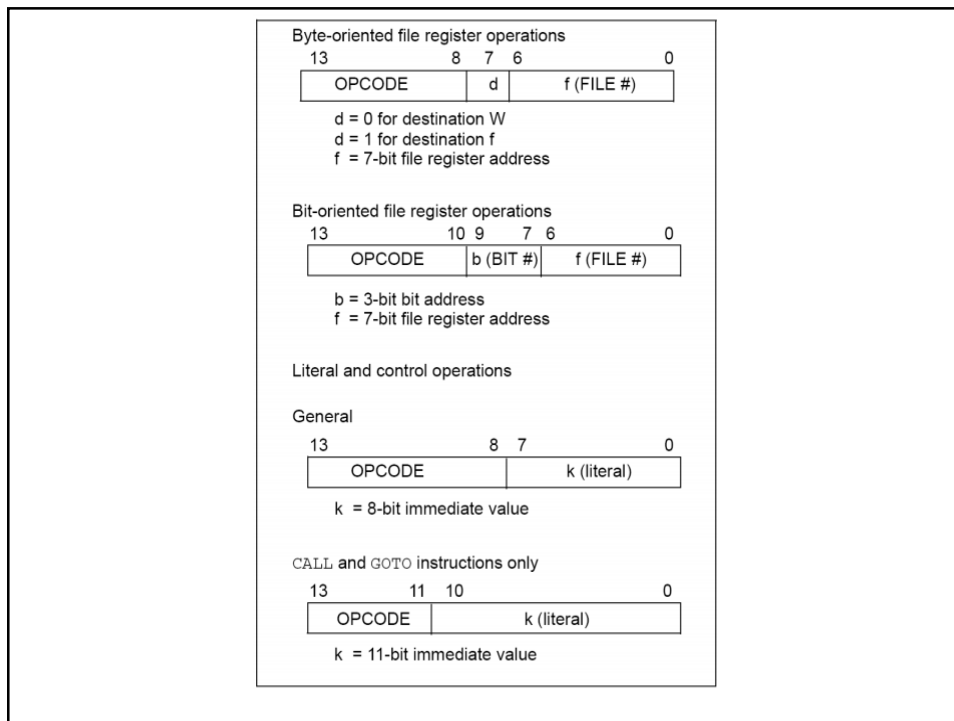 Byte-oriented file register operations
13 8 7 6 0
OPCODE d f (FILE #)
d = 0 for destination W
d = 1 for destination f
f = 7-bit file register address
Bit-oriented file register operations
13 10 9 7 6 0
OPCODE b (BIT #) f (FILE #)
b = 3-bit bit address
f = 7-bit file register address
Literal and control operations
General
13 8 7 0
OPCODE k (literal)
k = 8-bit immediate value
CALL and GOTO instructions only
13 11 10 0
OPCODE k (literal)
k = 11-bit immediate value